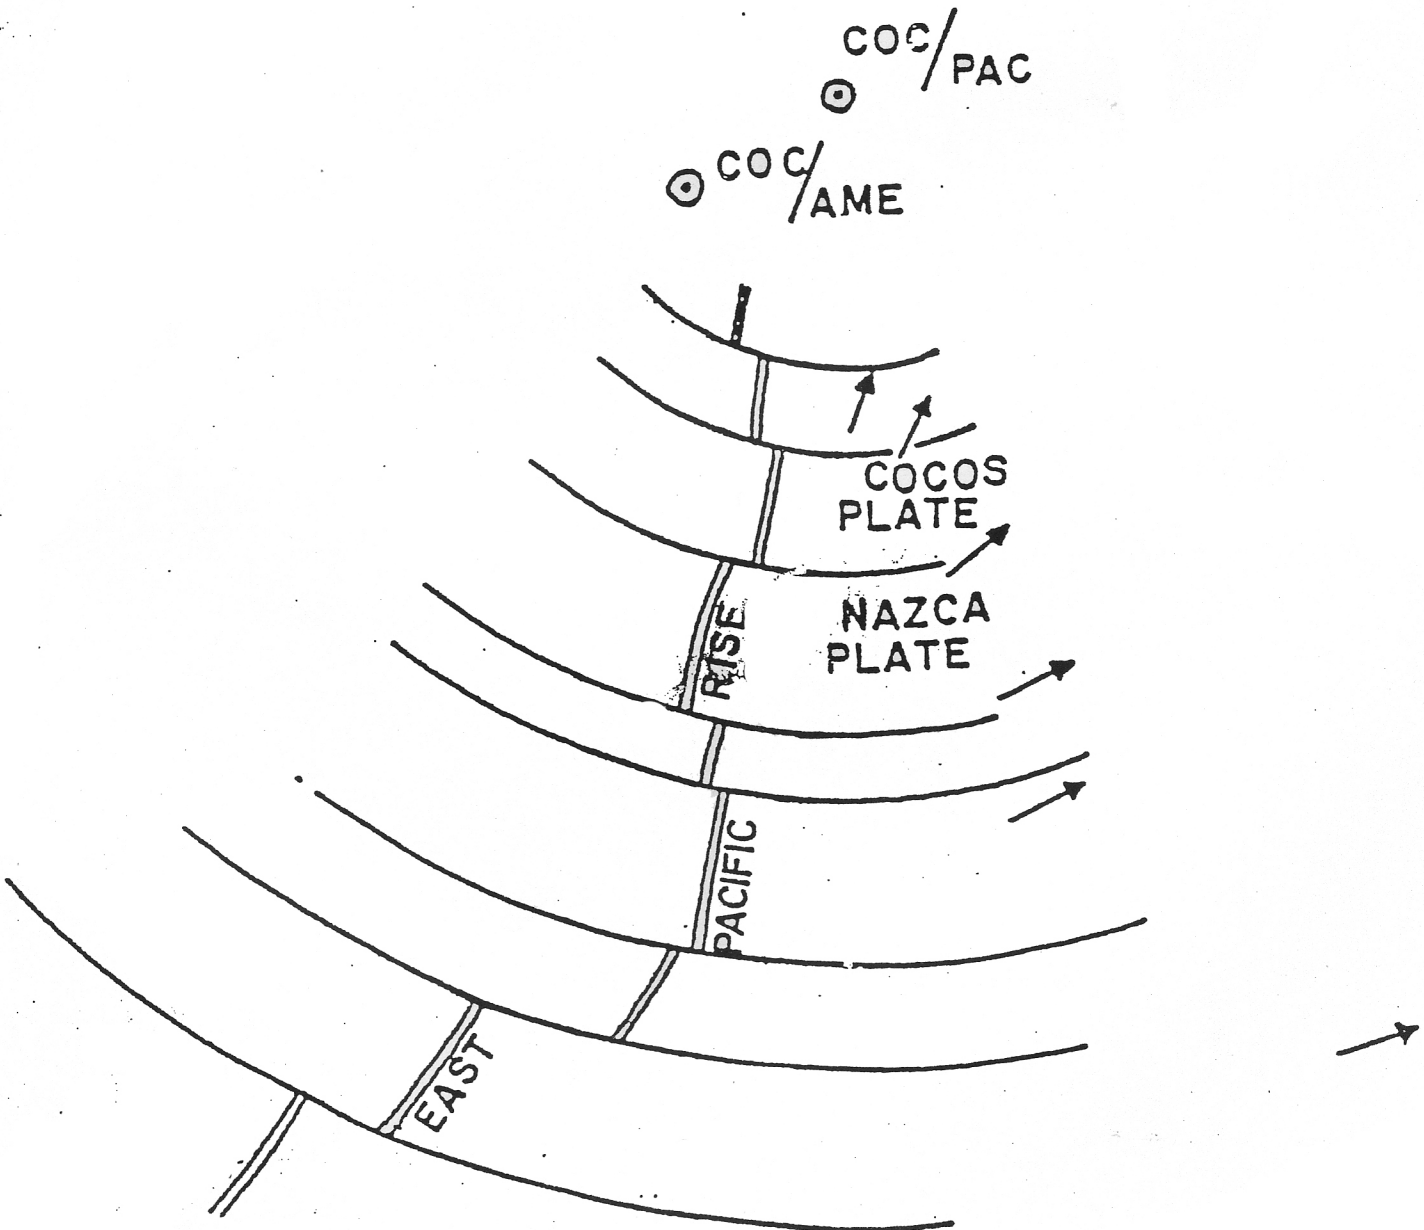 COC/PAC
COC/AME
COCOS
PLATE
NAZCA
PLATE
RISE
PACIFIC
EAST